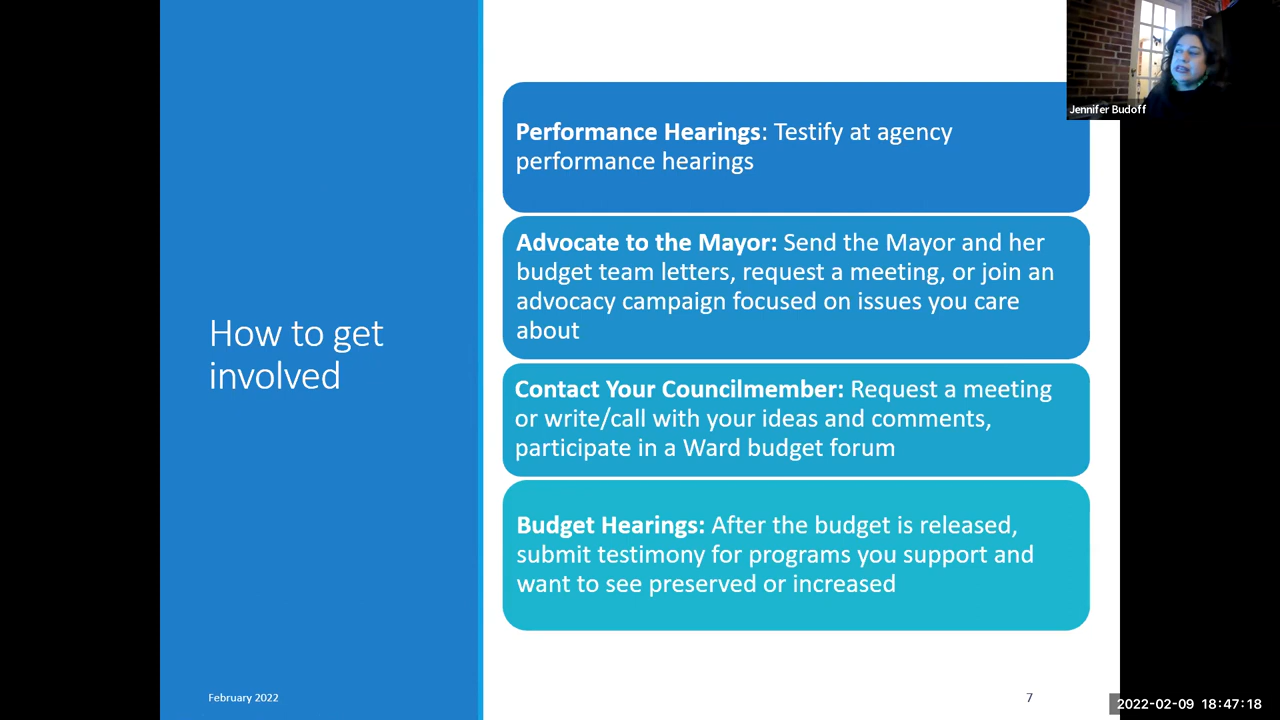 Jennifer Budoff
How to get
involved
Performance Hearings: Testify at agency
performance hearings
Advocate to the Mayor: Send the Mayor and her
budget team letters, request a meeting, or join an
advocacy campaign focused on issues you care
about
Contact Your Councilmember: Request a meeting
or write/call with your ideas and comments,
participate in a Ward budget forum
Budget Hearings: After the budget is released,
submit testimony for programs you support and
want to see preserved or increased
February 2022
7
2022-02-09 18:47:18